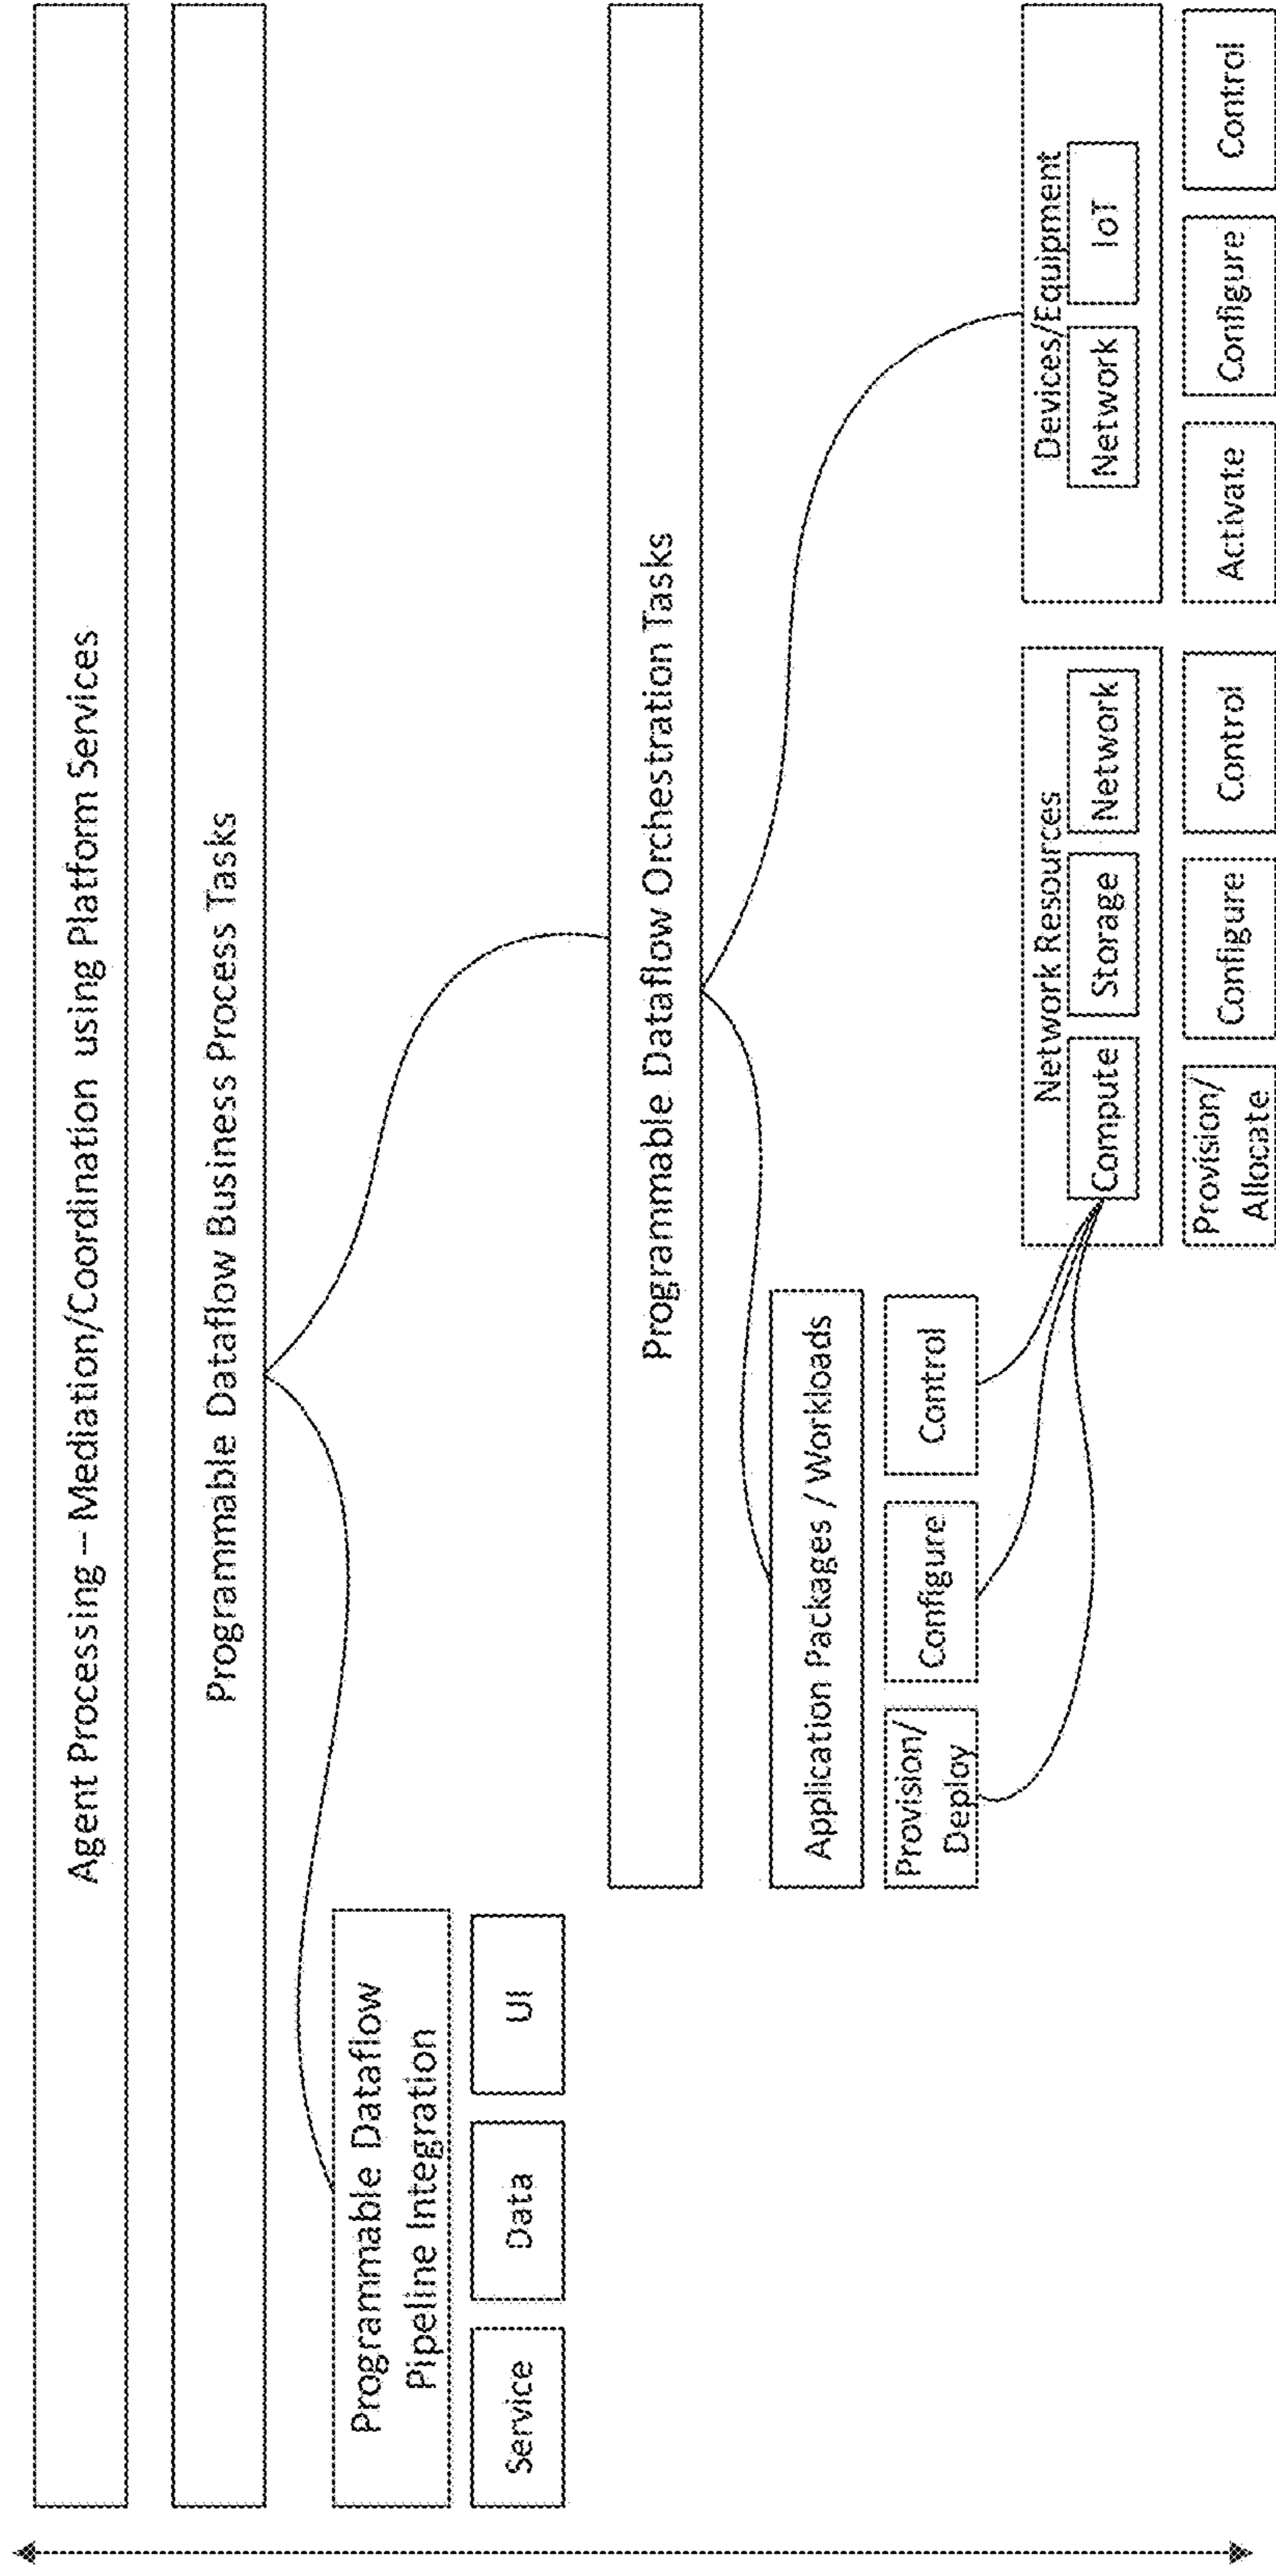 Agent Processing – Mediation/Coordination using Platform Services
Programmable Dataflow Business Process Tasks
Programmable Dataflow
Pipeline Integration
Service
Data
UI
Programmable Dataflow Orchestration Tasks
Application Packages / Workloads
Provision/
Deploy
Configure
Control
Network Resources
Compute
Storage
Network
Provision/
Allocate
Configure
Control
Devices/Equipment
Network
IoT
Activate
Configure
Control